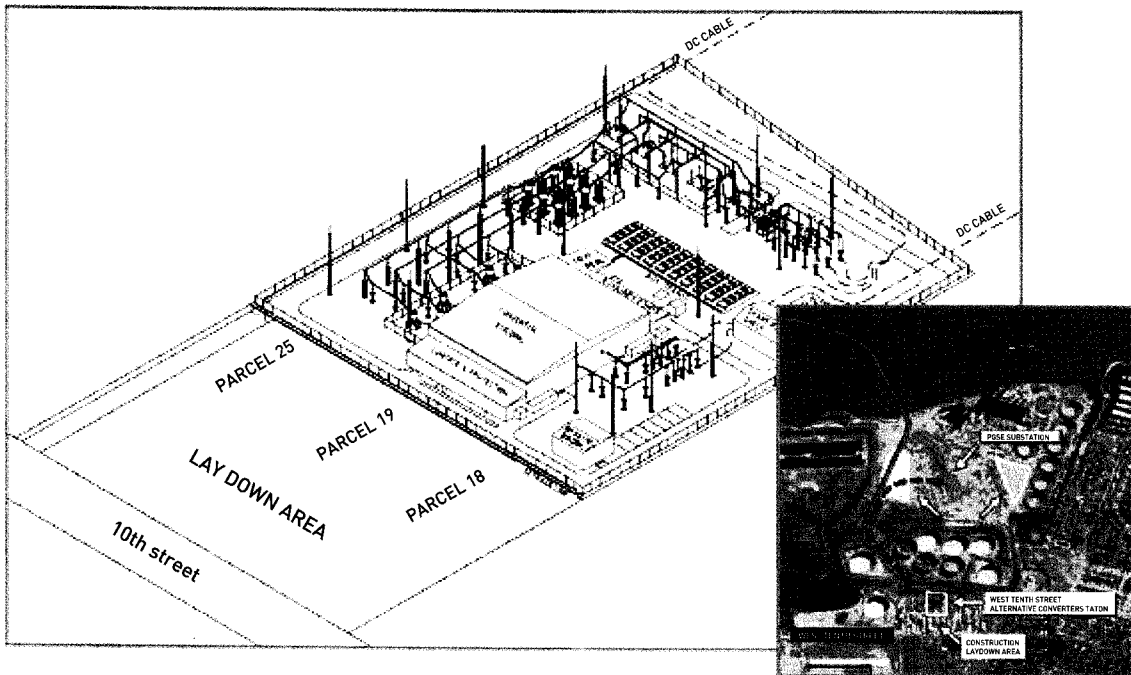 DC CABLE
DC CABLE
PARCEL 25
PARCEL 19
PARCEL 18
LAY DOWN AREA
10th street
PGSE SUBSTATION
WEST TENTH STREET
ALTERNATIVE CONVERTERS TATON
CONSTRUCTION
LAYDOWN AREA